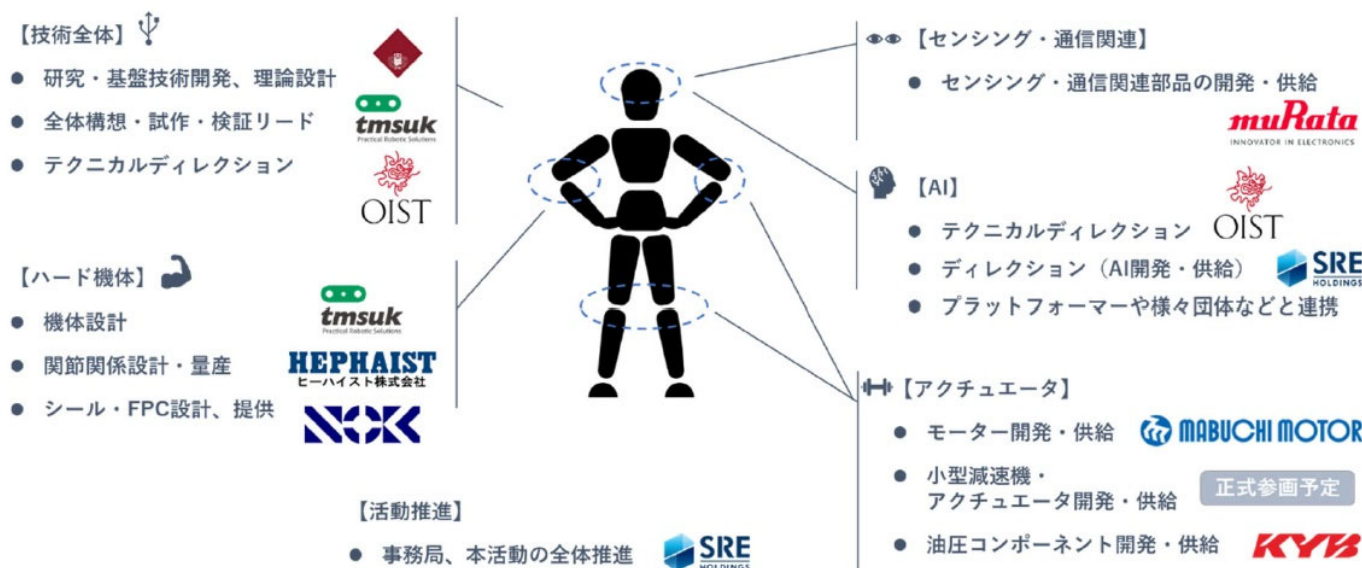 【技術全体】
研究・基盤技術開発、理論設計
全体構想・試作・検証リード
tmsuk
Practical Robotic Solutions
テクニカルディレクション
OIST
【ハード機体】
機体設計
tmsuk
Practical Robotic Solutions
関節関係設計・量産
HEPHAIST
ヒーハイスト株式会社
シール・FPC設計、提供
NOK
【活動推進】
事務局、本活動の全体推進
SRE
HOLDINGS
【センシング・通信関連】
センシング・通信関連部品の開発・供給
muRata
INNOVATOR IN ELECTRONICS
【AI】
テクニカルディレクション
OIST
ディレクション（AI開発・供給）
SRE
HOLDINGS
プラットフォーマーや様々団体などと連携
【アクチュエータ】
モーター開発・供給
MABUCHI MOTOR
小型減速機・
アクチュエータ開発・供給
正式参画予定
油圧コンポーネント開発・供給
KYB